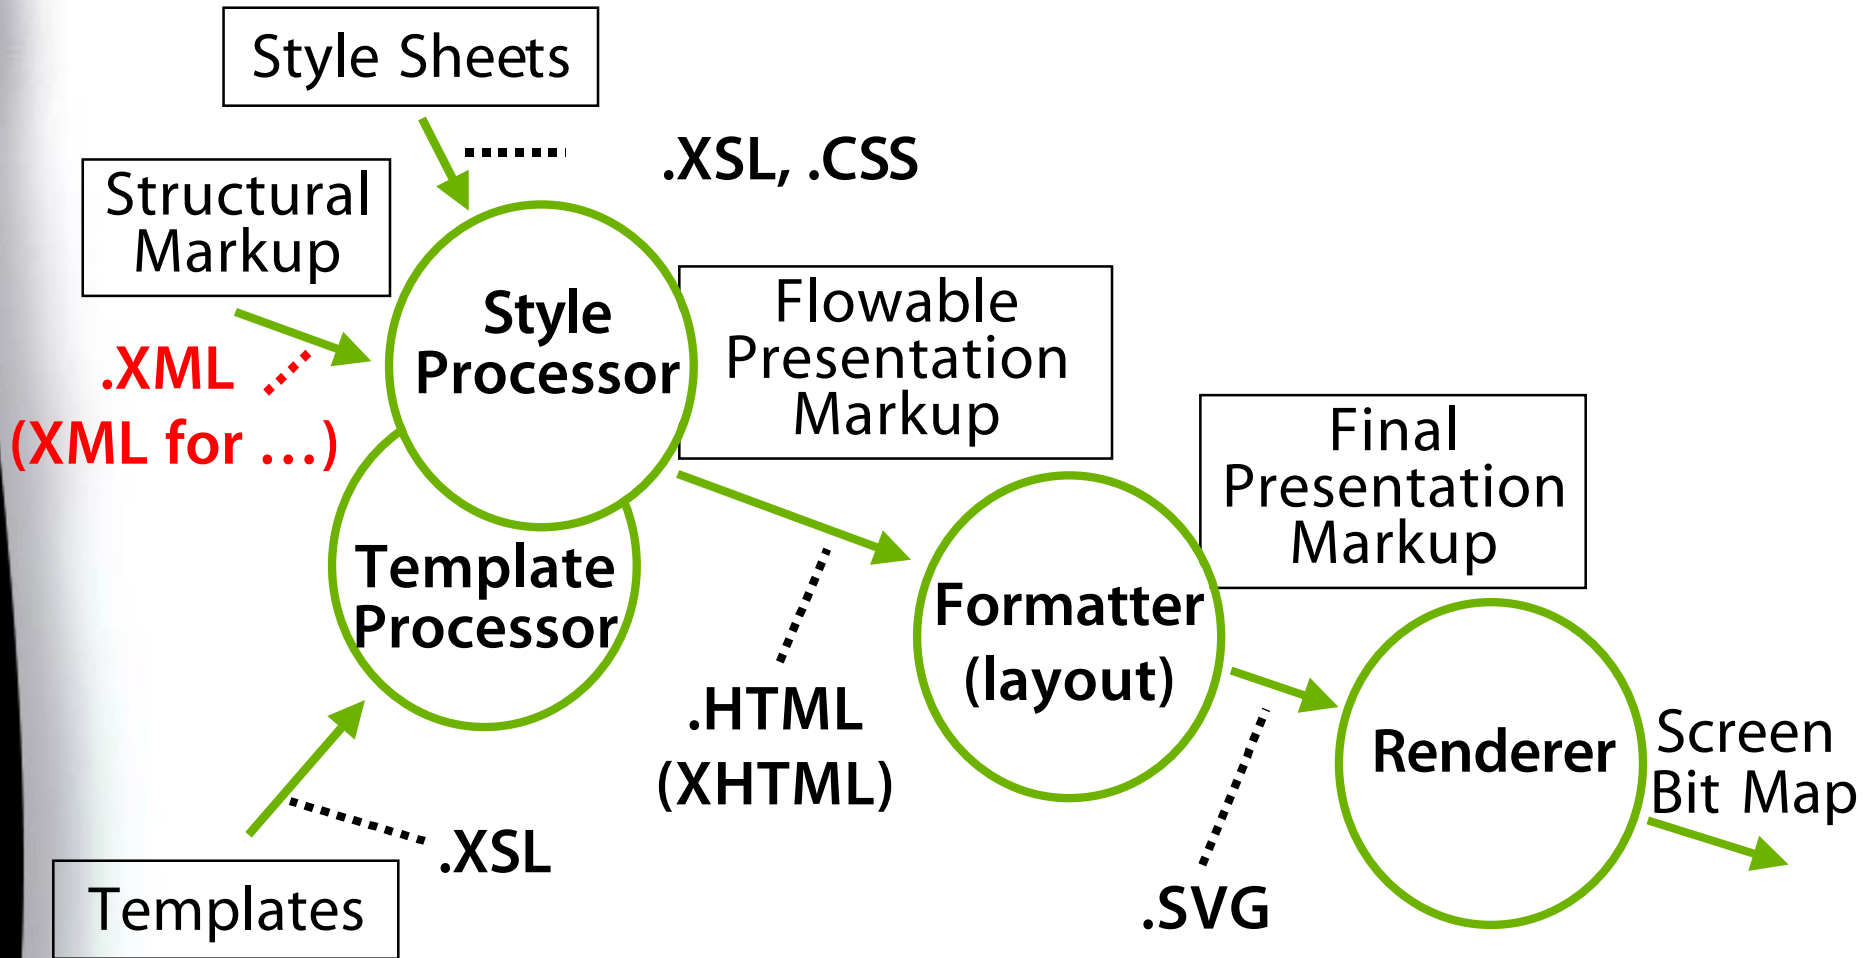 Style Sheets
.XSL, .CSS
Structural
Markup
.XML
(XML for ...)
Style
Processor
Flowable
Presentation
Markup
Final
Presentation
Markup
Template
Processor
Formatter
(layout)
.HTML
(XHTML)
Renderer
Screen
Bit Map
.XSL
.SVG
Templates